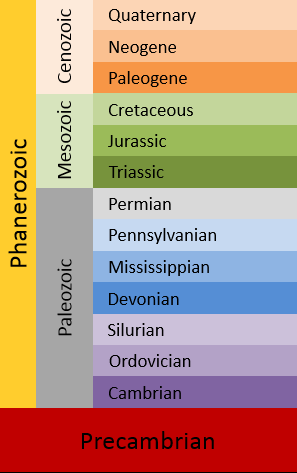 Phanerozoic
Cenozoic
Quaternary
Neogene
Paleogene
Mesozoic
Cretaceous
Jurassic
Triassic
Paleozoic
Permian
Pennsylvanian
Mississippian
Devonian
Silurian
Ordovician
Cambrian
Precambrian